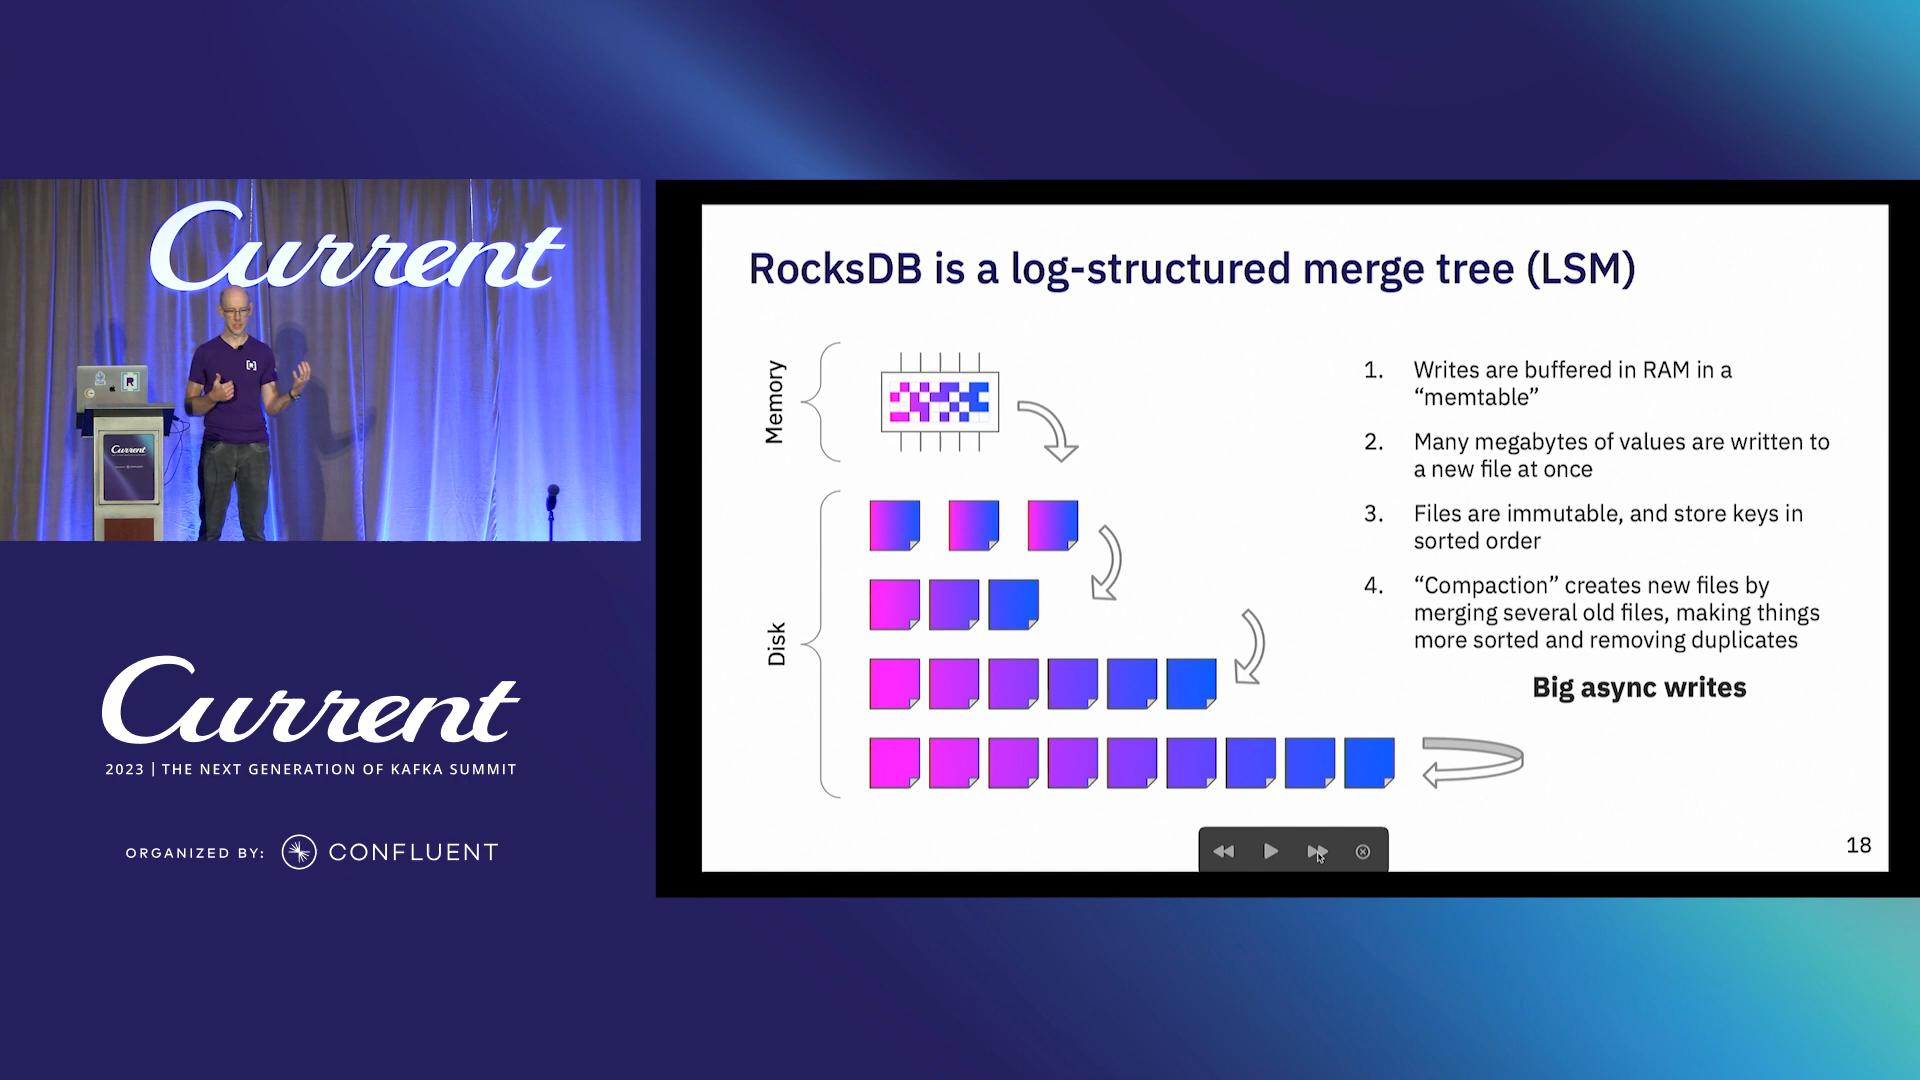 Current
Current
R
RocksDB is a log-structured merge tree (LSM)
Memory
Disk
1. Writes are buffered in RAM in a
“memtable”
2. Many megabytes of values are written to
a new file at once
3. Files are immutable, and store keys in
sorted order
4. “Compaction” creates new files by
merging several old files, making things
more sorted and removing duplicates
Big async writes
18
Current
2023 | THE NEXT GENERATION OF KAFKA SUMMIT
ORGANIZED BY: CONFLUENT